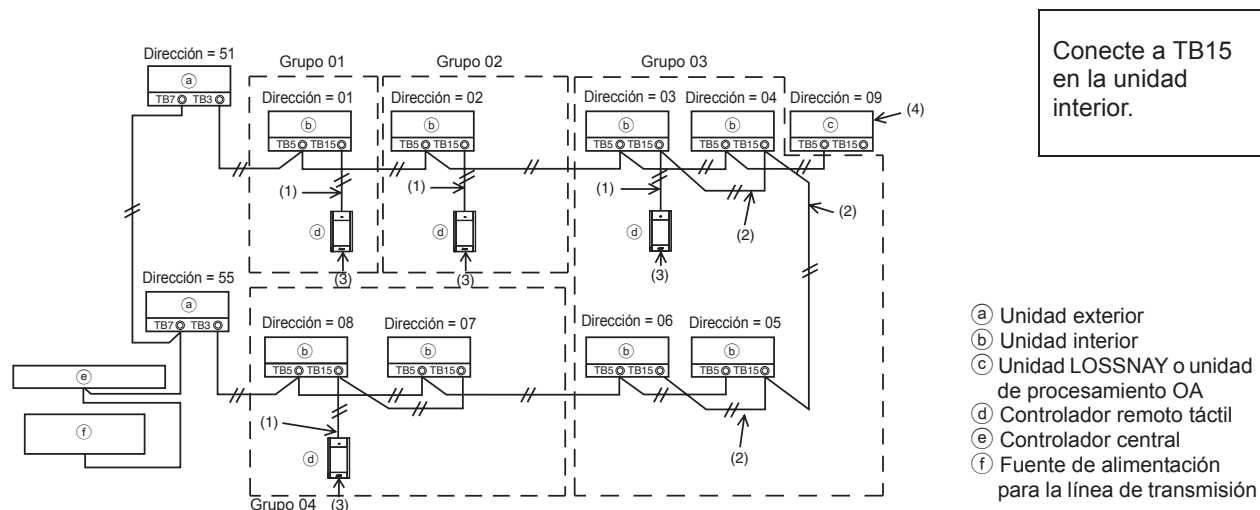 Dirección = 51
ⓐ
TB7 TB3
Grupo 01
Dirección = 01
ⓑ
TB5 TB15
(1)
ⓓ
(3)
Grupo 02
Dirección = 02
ⓑ
TB5 TB15
(1)
ⓓ
(3)
Grupo 03
Dirección = 03
ⓑ
TB5 TB15
(1)
ⓓ
(3)
Dirección = 04
ⓑ
TB5 TB15
(2)
(2)
Dirección = 09
ⓒ
TB5 TB15
(4)
Conecte a TB15
en la unidad
interior.
Dirección = 55
ⓐ
TB7 TB3
ⓔ
ⓕ
Dirección = 08
ⓑ
TB5 TB15
(1)
ⓓ
Grupo 04 (3)
Dirección = 07
ⓑ
TB5 TB15
Dirección = 06
ⓑ
TB5 TB15
Dirección = 05
ⓑ
TB5 TB15
(2)
ⓐ Unidad exterior
ⓑ Unidad interior
ⓒ Unidad LOSSNAY o unidad
de procesamiento OA
ⓓ Controlador remoto táctil
ⓔ Controlador central
ⓕ Fuente de alimentación
para la línea de transmisión